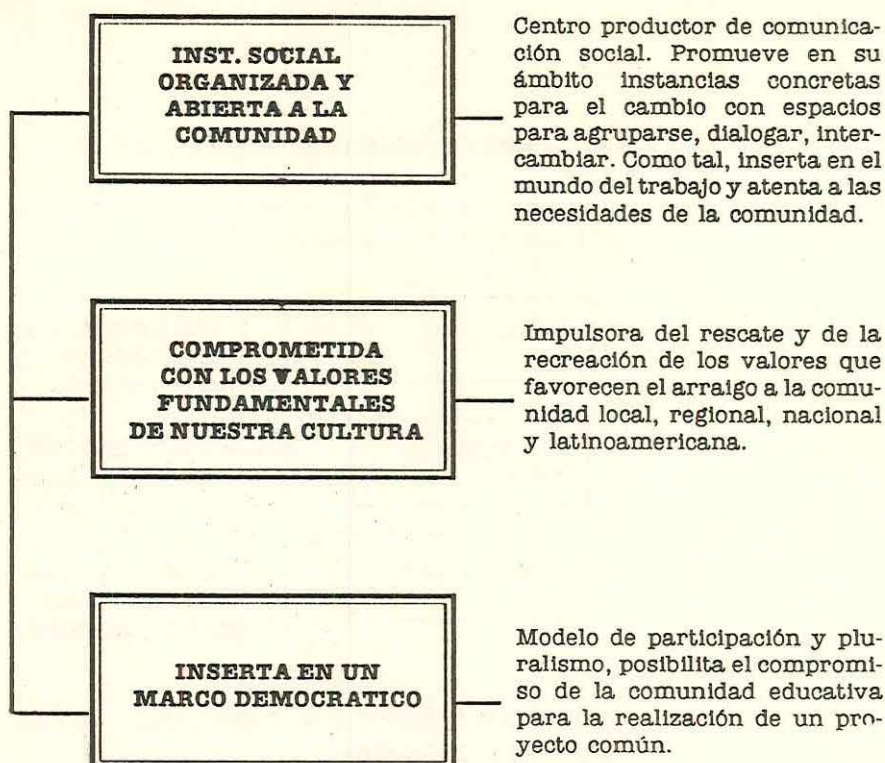 INST. SOCIAL
ORGANIZADA Y
ABIERTA A LA
COMUNIDAD
Centro productor de comunica-
ción social. Promueve en su
ámbito instancias concretas
para el cambio con espacios
para agruparse, dialogar, inter-
cambiar. Como tal, inserta en el
mundo del trabajo y atenta a las
necesidades de la comunidad.
COMPROMETIDA
CON LOS VALORES
FUNDAMENTALES
DE NUESTRA CULTURA
Impulsora del rescate y de la
recreación de los valores que
favorecen el arraigo a la comu-
nidad local, regional, nacional
y latinoamericana.
INSERTA EN UN
MARCO DEMOCRATICO
Modelo de participación y plu-
ralismo, posibilita el compromi-
so de la comunidad educativa
para la realización de un pro-
yecto común.